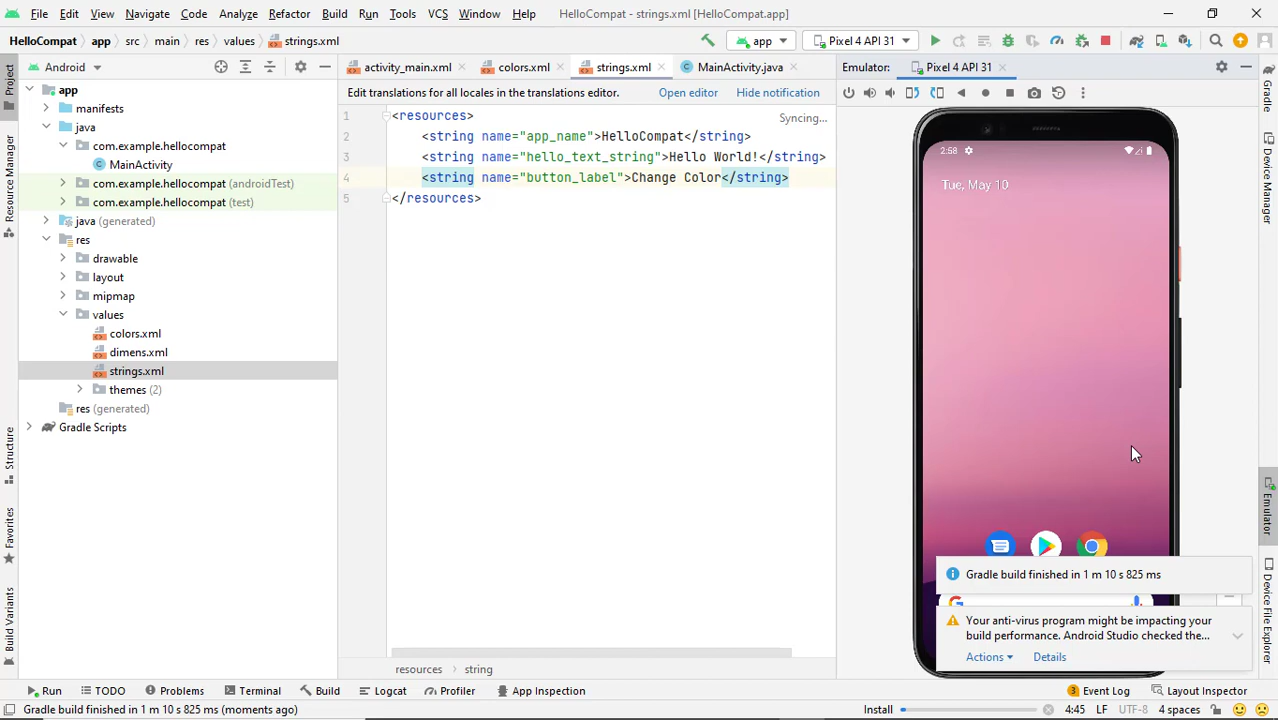 File Edit View Navigate Code Analyze Refactor Build Run Tools VCS Window Help HelloCompat - strings.xml [HelloCompat.app]
HelloCompat app src main res values strings.xml app Pixel 4 API 31
Project Android activity_main.xml colors.xml strings.xml MainActivity.java Emulator: Pixel 4 API 31 Gradle
Edit translations for all locales in the translations editor. Open editor Hide notification
Syncing...
1 <resources>
2 <string name="app_name">HelloCompat</string>
3 <string name="hello_text_string">Hello World!</string>
4 <string name="button_label">Change Color</string>
5 </resources>
app
manifests
java
com.example.hellocompat
MainActivity
com.example.hellocompat (androidTest)
com.example.hellocompat (test)
java (generated)
res
drawable
layout
mipmap
values
colors.xml
dimens.xml
strings.xml
themes (2)
res (generated)
Gradle Scripts
Resource Manager
Structure
Favorites
Build Variants
2:58
Tue, May 10
Device Manager
Emulator
Device File Explorer
Gradle build finished in 1 m 10 s 825 ms
Your anti-virus program might be impacting your
build performance. Android Studio checked the...
Actions Details
resources string
Run TODO Problems Terminal Build Logcat Profiler App Inspection 3 Event Log Layout Inspector
Gradle build finished in 1 m 10 s 825 ms (moments ago) Install 4:45 LF UTF-8 4 spaces